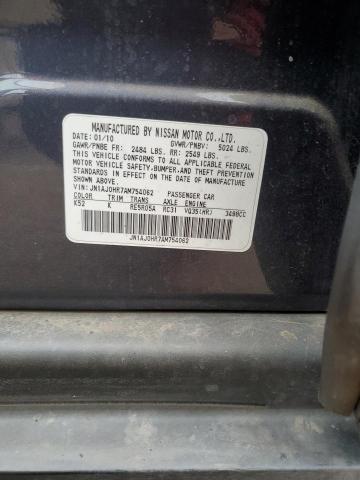 MANUFACTURED BY NISSAN MOTOR CO.,LTD.
DATE: 01/10 GVWR/PNBV: 5024 LBS.
GAWR/PNBE FR: 2484 LBS. RR: 2549 LBS.
THIS VEHICLE CONFORMS TO ALL APPLICABLE FEDERAL
MOTOR VEHICLE SAFETY,BUMPER,AND THEFT PREVENTION
STANDARDS IN EFFECT ON THE DATE OF MANUFACTURE
SHOWN ABOVE.
VIN: JN1AJ0HR7AM754062 PASSENGER CAR
COLOR TRIM TRANS AXLE ENGINE
K52 K RE5R05A RC31 VQ35(HR) 3498CC
JN1AJ0HR7AM754062